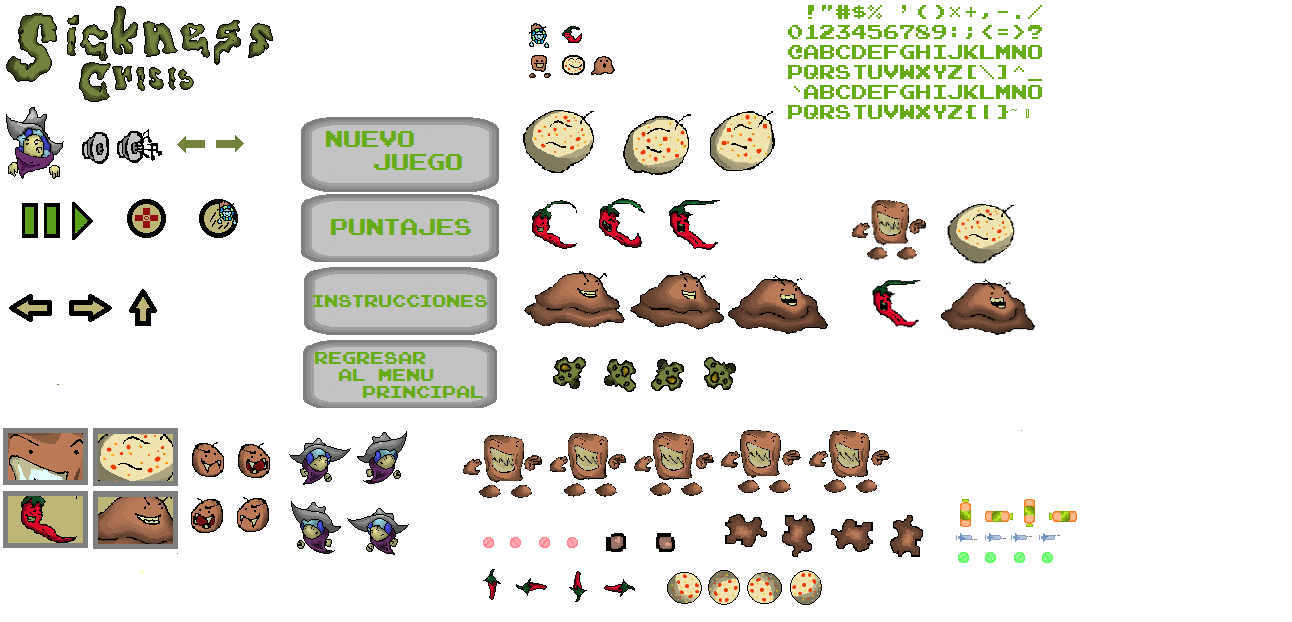 Sickness
Crisis
!"#$% '()×+,-./
0123456789:;<=>?
@ABCDEFGHIJKLMNO
PQRSTUVWXYZ[\]^_
`ABCDEFGHIJKLMNO
PQRSTUVWXYZ{|}~
NUEVO
JUEGO
PUNTAJES
INSTRUCCIONES
REGRESAR
AL MENU
PRINCIPAL